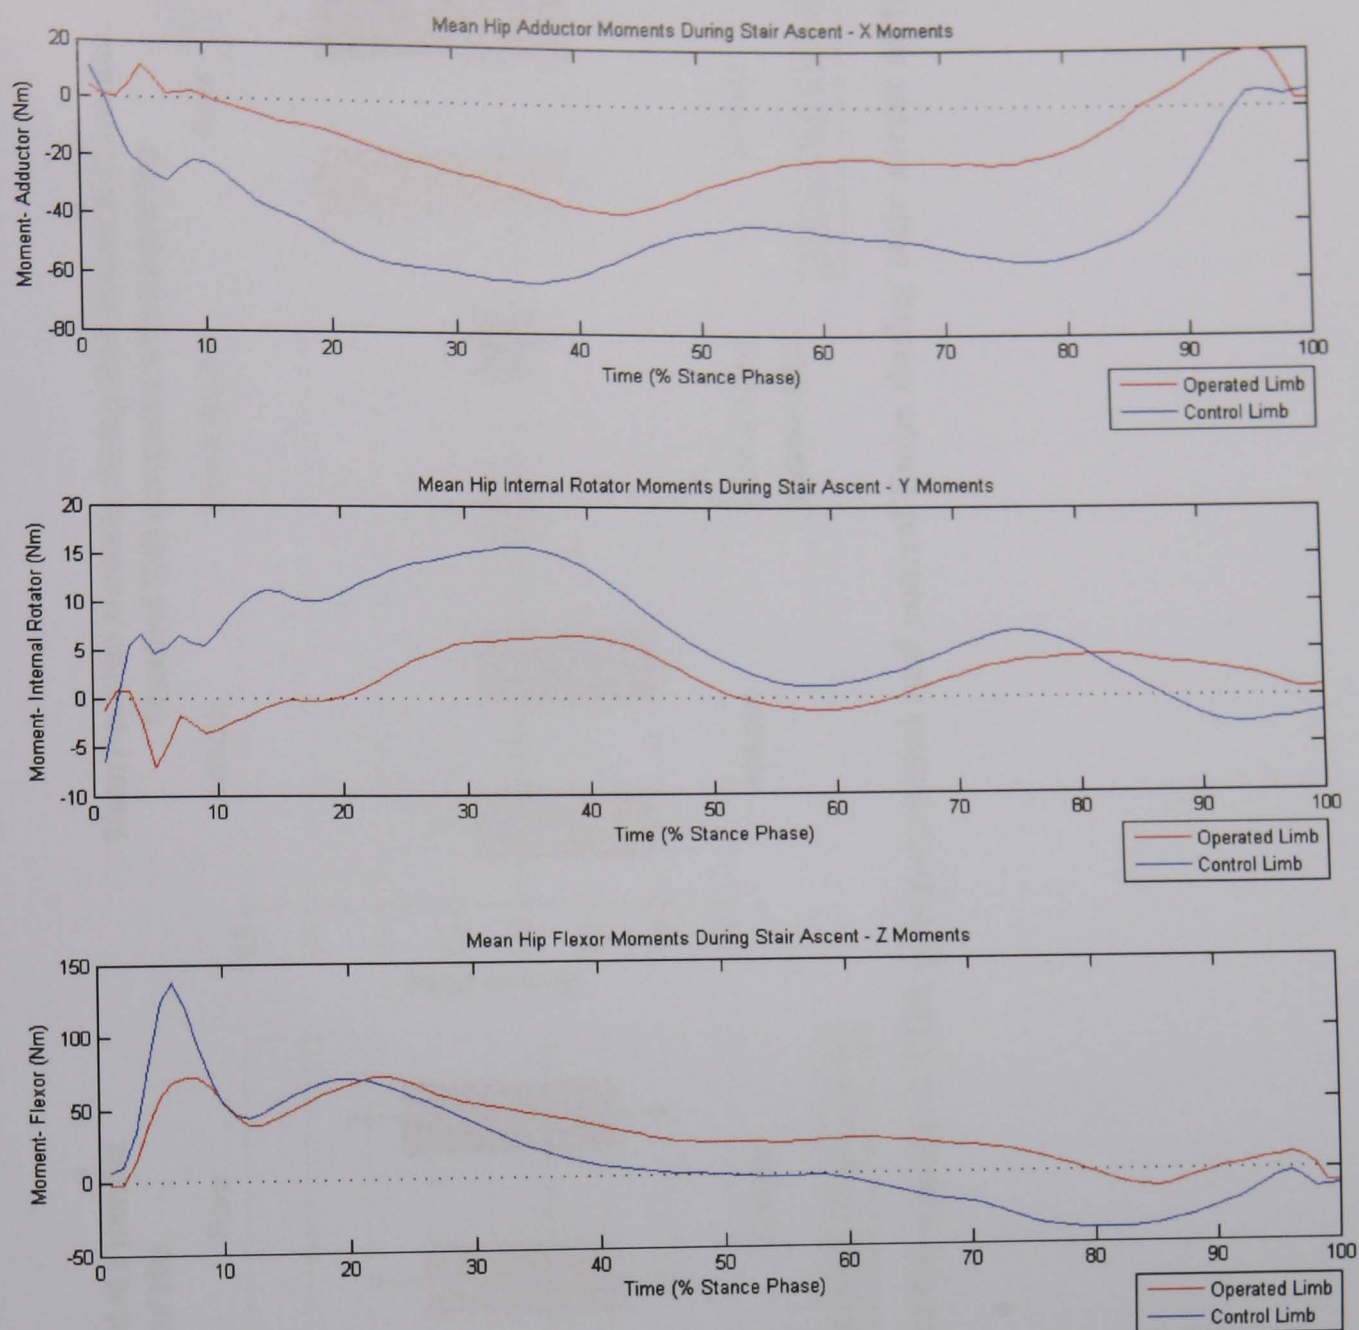 Mean Hip Adductor Moments During Stair Ascent - X Moments
20
0
-20
-40
-60
-80
Moment- Adductor (Nm)
0 10 20 30 40 50 60 70 80 90 100
Time (% Stance Phase)
Operated Limb
Control Limb
Mean Hip Internal Rotator Moments During Stair Ascent - Y Moments
20
15
10
5
0
-5
-10
Moment- Internal Rotator (Nm)
0 10 20 30 40 50 60 70 80 90 100
Time (% Stance Phase)
Operated Limb
Control Limb
Mean Hip Flexor Moments During Stair Ascent - Z Moments
150
100
50
0
-50
Moment- Flexor (Nm)
0 10 20 30 40 50 60 70 80 90 100
Time (% Stance Phase)
Operated Limb
Control Limb